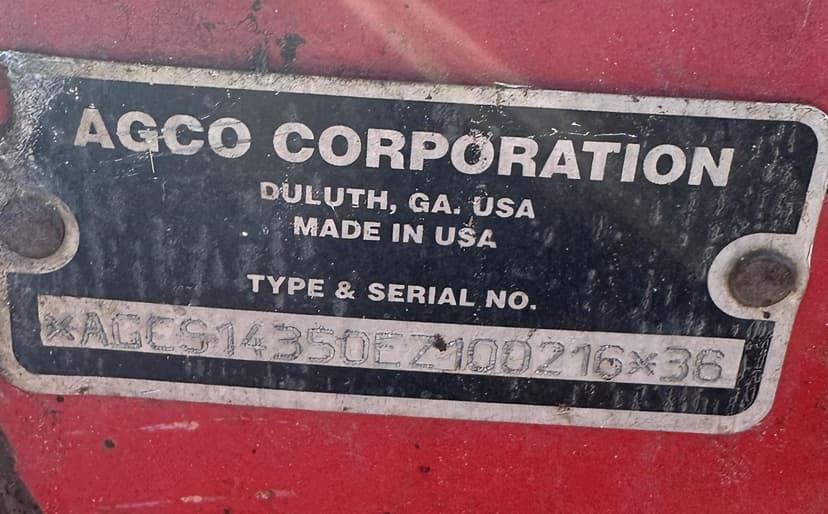 AGCO CORPORATION
DULUTH, GA. USA
MADE IN USA
TYPE & SERIAL NO.
*AGCS14350EZ100216*36